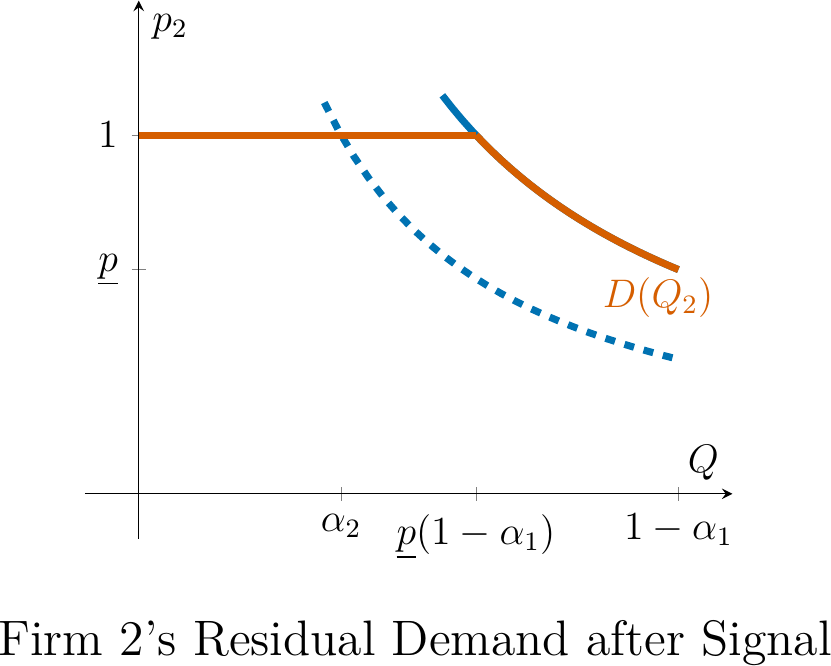 p₂
1
p̲
D(Q₂)
Q
α₂
p̲(1 − α₁)
1 − α₁
Firm 2's Residual Demand after Signal